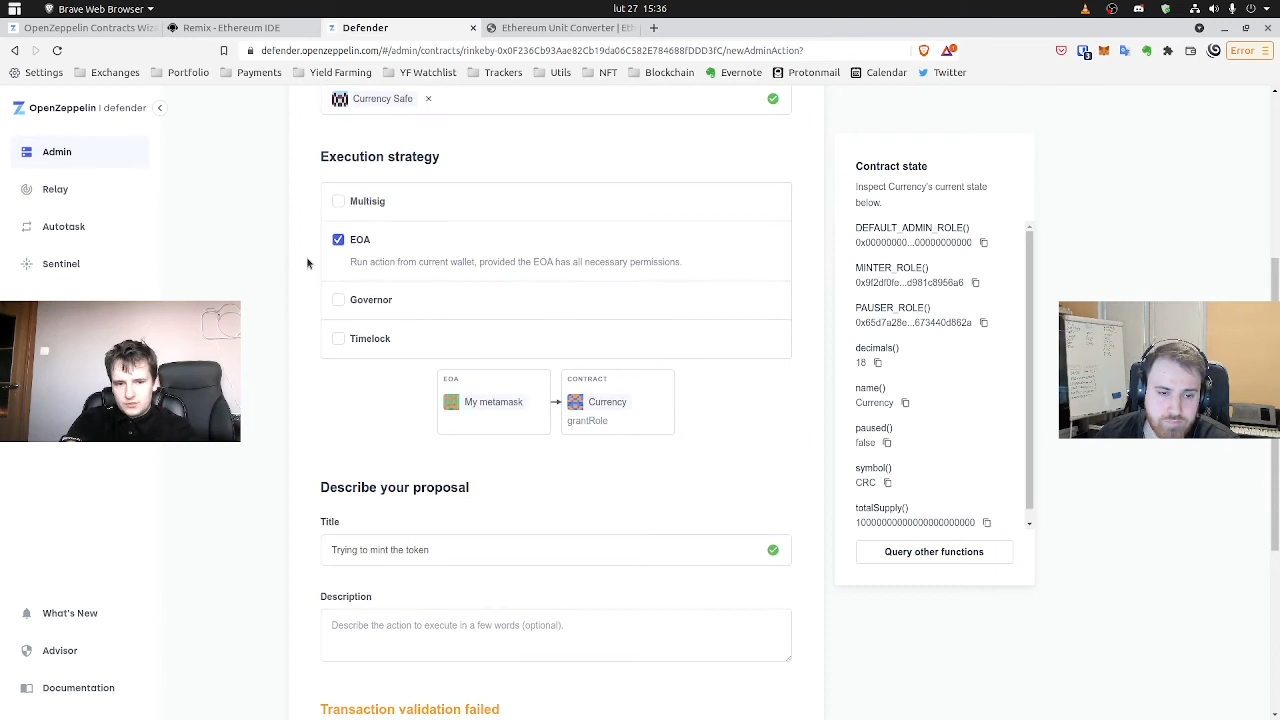 Brave Web Browser
lut 27 15:36
OpenZeppelin Contracts Wiz
Remix - Ethereum IDE
Defender
Ethereum Unit Converter | Eth
defender.openzeppelin.com/#/admin/contracts/rinkeby-0x0F236Cb93Aae82Cb19da06C582E784688fDDD3fC/newAdminAction?
Error
Settings
Exchanges
Portfolio
Payments
Yield Farming
YF Watchlist
Trackers
Utils
NFT
Blockchain
Evernote
Protonmail
Calendar
Twitter
OpenZeppelin | defender
Admin
Relay
Autotask
Sentinel
What's New
Advisor
Documentation
Currency Safe
Execution strategy
Multisig
EOA
Run action from current wallet, provided the EOA has all necessary permissions.
Governor
Timelock
EOA
My metamask
CONTRACT
Currency
grantRole
Describe your proposal
Title
Trying to mint the token
Description
Describe the action to execute in a few words (optional).
Transaction validation failed
Contract state
Inspect Currency's current state
below.
DEFAULT_ADMIN_ROLE()
0x00000000...00000000000
MINTER_ROLE()
0x9f2df0fe...d981c8956a6
PAUSER_ROLE()
0x65d7a28e...673440d862a
decimals()
18
name()
Currency
paused()
false
symbol()
CRC
totalSupply()
Query other functions